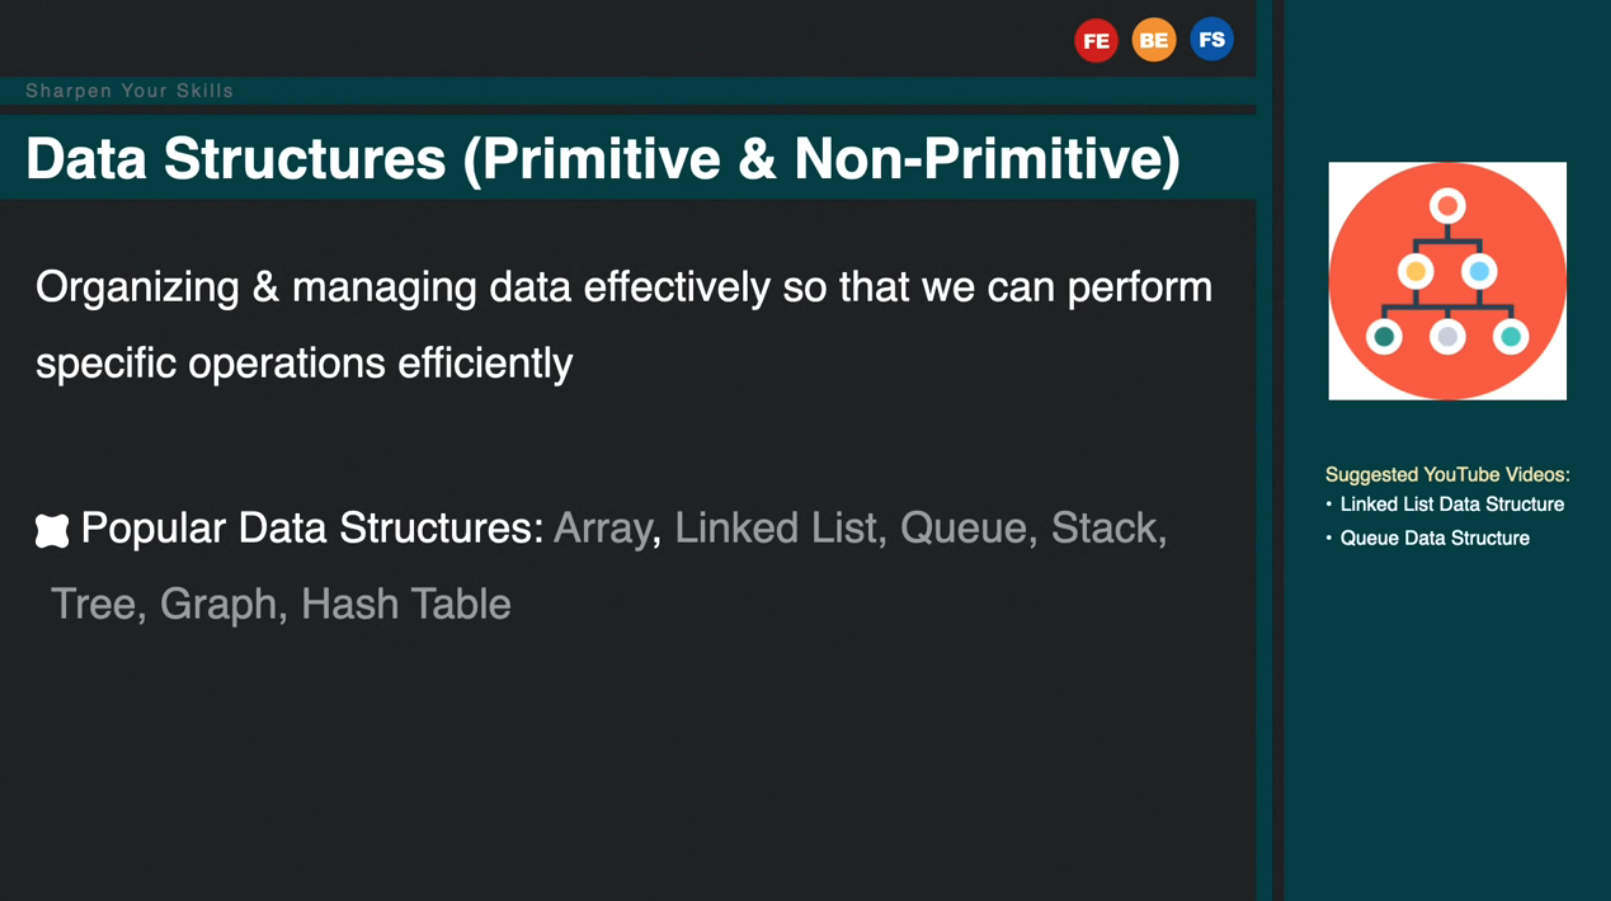 FE BE FS
Sharpen Your Skills
Data Structures (Primitive & Non-Primitive)
Organizing & managing data effectively so that we can perform
specific operations efficiently
Popular Data Structures: Array, Linked List, Queue, Stack,
Tree, Graph, Hash Table
Suggested YouTube Videos:
• Linked List Data Structure
• Queue Data Structure